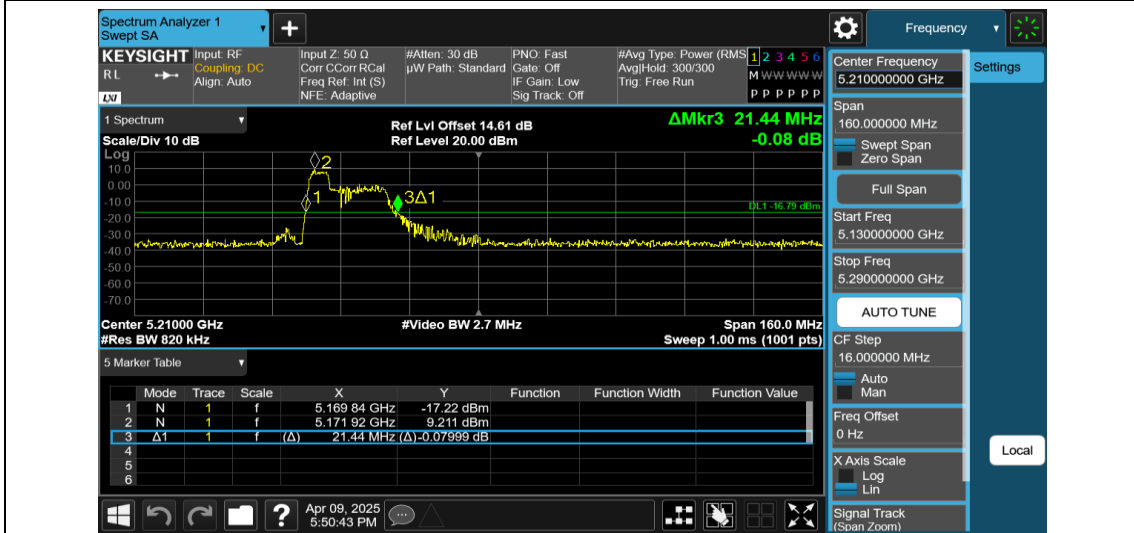 Spectrum Analyzer 1
Swept SA
+
Frequency
KEYSIGHT
RL
LXI
Input: RF
Coupling: DC
Align: Auto
Input Z: 50 Ω
Corr CCorr RCal
Freq Ref: Int (S)
NFE: Adaptive
#Atten: 30 dB
µW Path: Standard
PNO: Fast
Gate: Off
IF Gain: Low
Sig Track: Off
#Avg Type: Power (RMS
Avg|Hold: 300/300
Trig: Free Run
1 2 3 4 5 6
M W W W W W
P P P P P P
1 Spectrum
Scale/Div 10 dB
Ref Lvl Offset 14.61 dB
Ref Level 20.00 dBm
ΔMkr3 21.44 MHz
-0.08 dB
Log
10.0
0.00
-10.0
-20.0
-30.0
-40.0
-50.0
-60.0
-70.0
2
1
3Δ1
DL1 -16.79 dBm
Center 5.21000 GHz
#Video BW 2.7 MHz
Span 160.0 MHz
#Res BW 820 kHz
Sweep 1.00 ms (1001 pts)
5 Marker Table
Mode Trace Scale X Y Function Function Width Function Value
1 N 1 f 5.169 84 GHz -17.22 dBm
2 N 1 f 5.171 92 GHz 9.211 dBm
3 Δ1 1 f (Δ) 21.44 MHz (Δ) -0.07999 dB
4
5
6
Apr 09, 2025
5:50:43 PM
?
Center Frequency
5.210000000 GHz
Span
160.000000 MHz
Swept Span
Zero Span
Full Span
Start Freq
5.130000000 GHz
Stop Freq
5.290000000 GHz
AUTO TUNE
CF Step
16.000000 MHz
Auto
Man
Freq Offset
0 Hz
X Axis Scale
Log
Lin
Signal Track
(Span Zoom)
Settings
Local